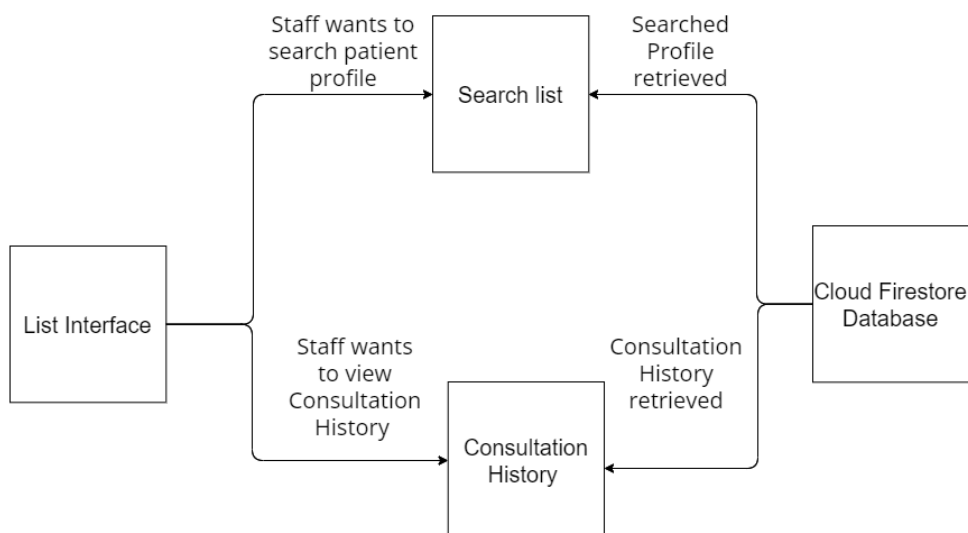 Staff wants to
search patient
profile
Search list
Searched
Profile
retrieved
List Interface
Cloud Firestore
Database
Staff wants
to view
Consultation
History
Consultation
History
Consultation
History
retrieved